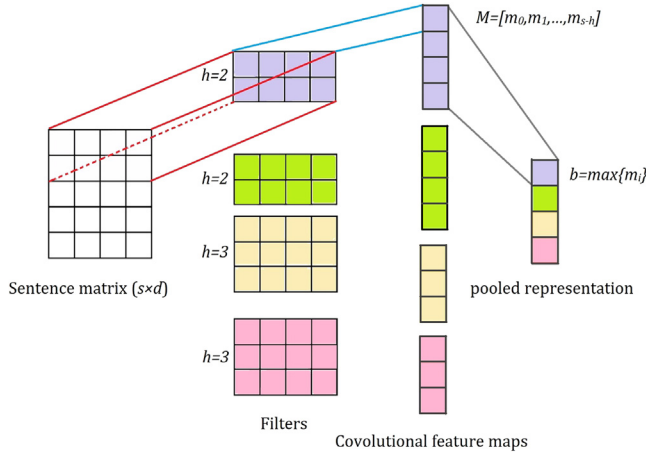 M=[m0,m1,...,ms-h]
h=2
b=max{mi}
h=2
h=3
Sentence matrix (s×d)
pooled representation
h=3
Filters
Covolutional feature maps